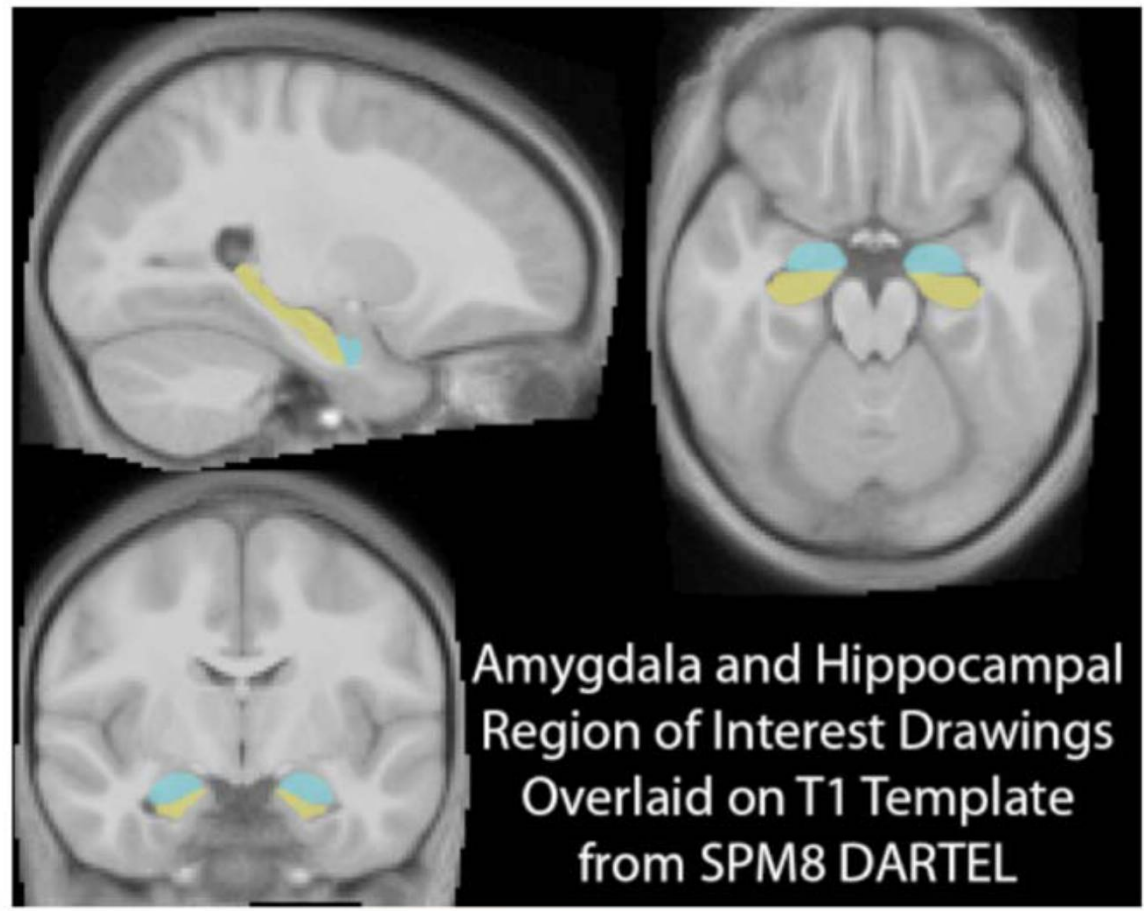 Amygdala and Hippocampal
Region of Interest Drawings
Overlaid on T1 Template
from SPM8 DARTEL